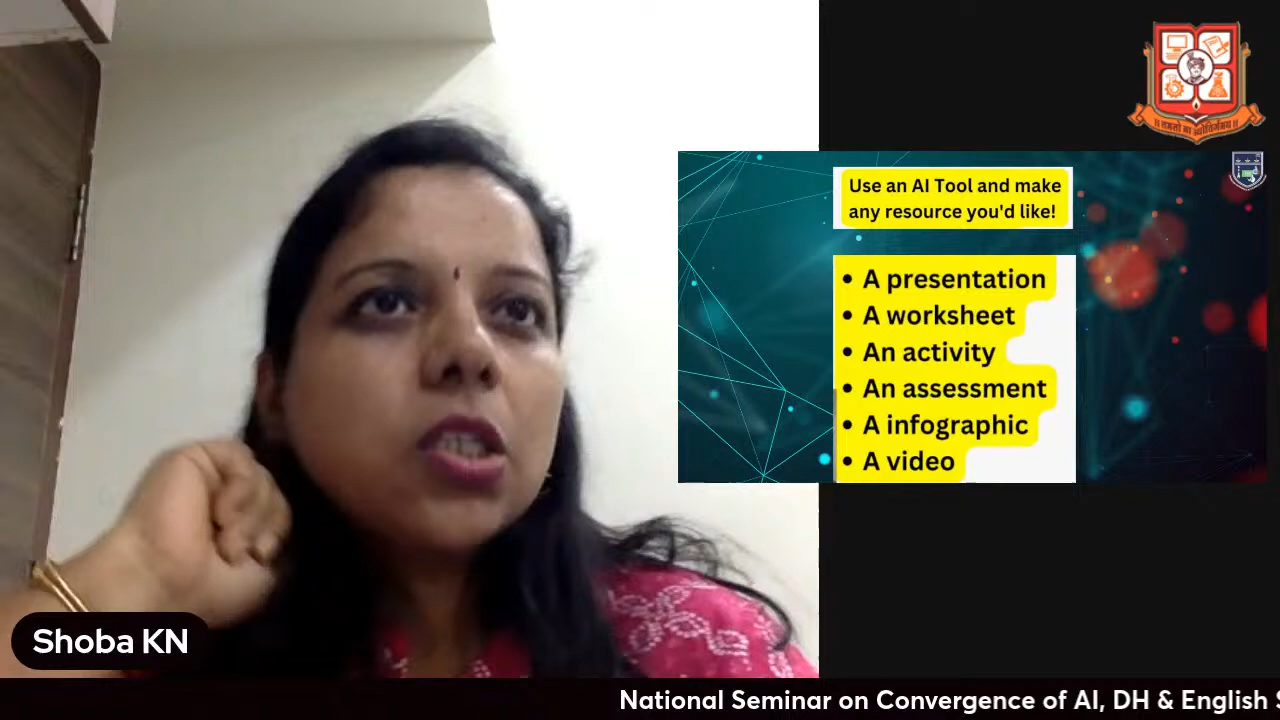 Use an AI Tool and make
any resource you'd like!
• A presentation
• A worksheet
• An activity
• An assessment
• A infographic
• A video
Shoba KN
National Seminar on Convergence of AI, DH & English S